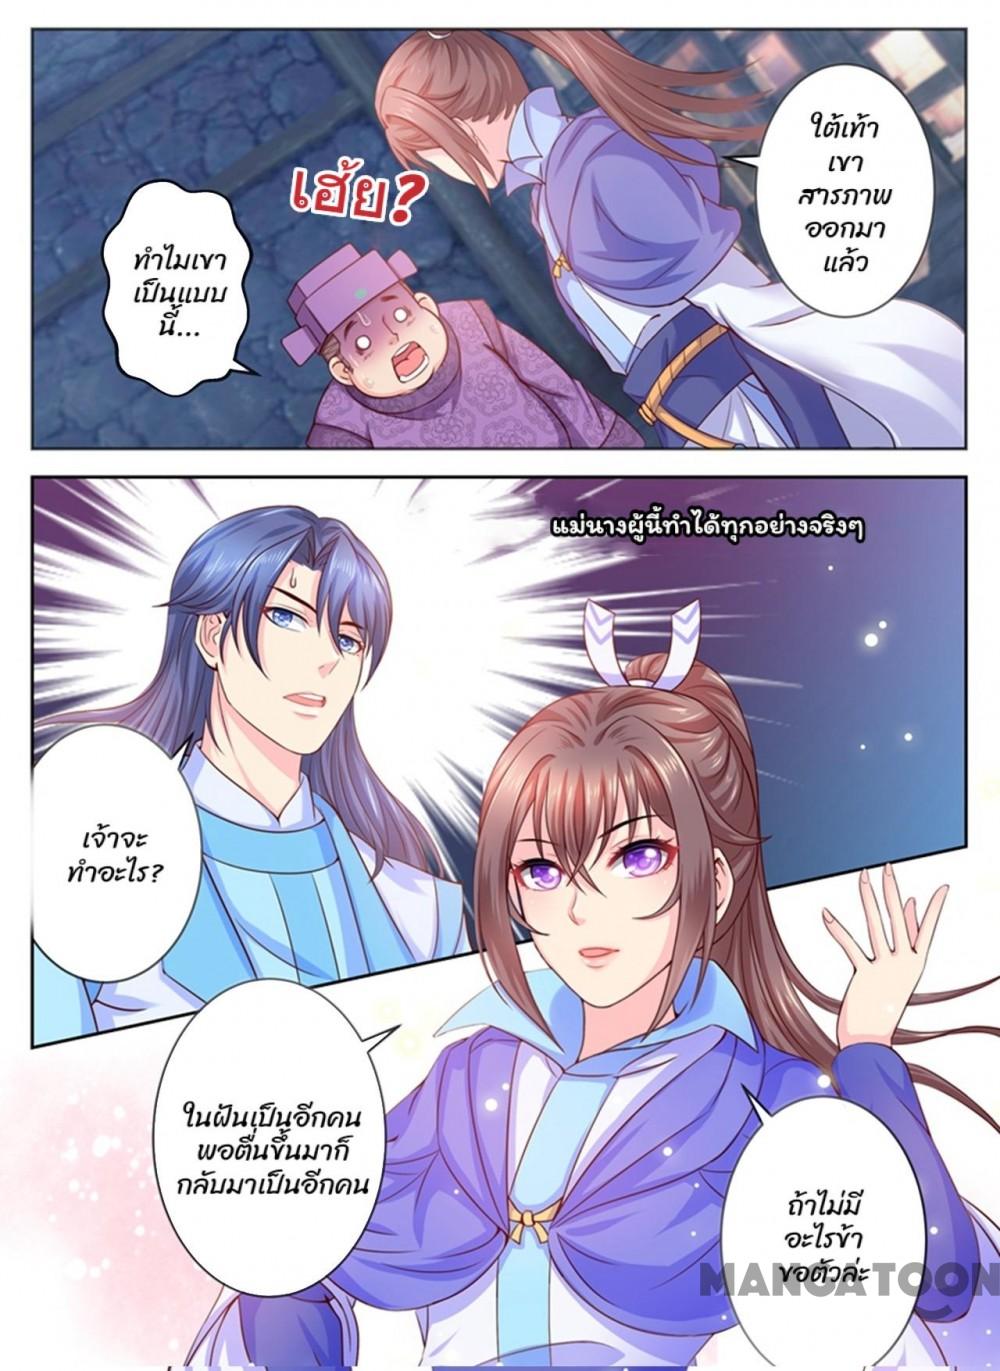 ใต้เท้า
เขา
สารภาพ
ออกมา
แล้ว
เฮ้ย?
ทำไมเขา
เป็นแบบ
นี้...
แม่นางผู้นี้ทำได้ทุกอย่างจริงๆ
เจ้าจะ
ทำอะไร?
ในฝันเป็นอีกคน
พอตื่นขึ้นมาก็
กลับมาเป็นอีกคน
ถ้าไม่มี
อะไรข้า
ขอตัวล่ะ
MANGATOON